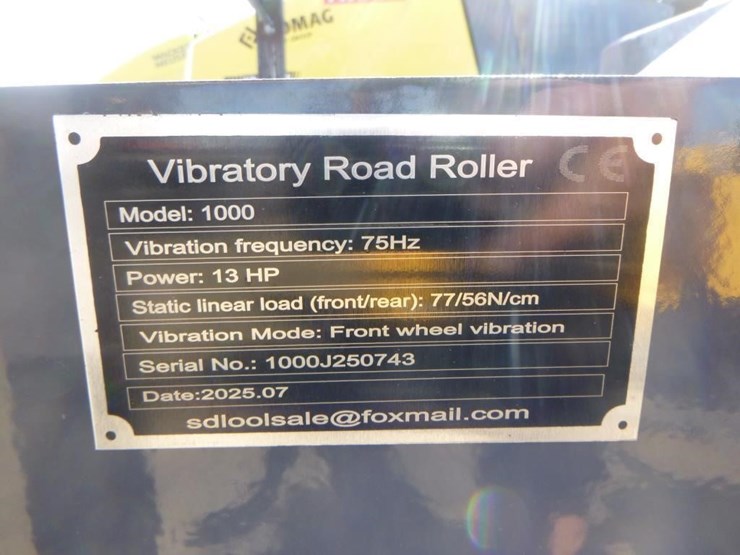 OMAG
Vibratory Road Roller CE
Model: 1000
Vibration frequency: 75Hz
Power: 13 HP
Static linear load (front/rear): 77/56N/cm
Vibration Mode: Front wheel vibration
Serial No.: 1000J250743
Date:2025.07
sdloolsale@foxmail.com